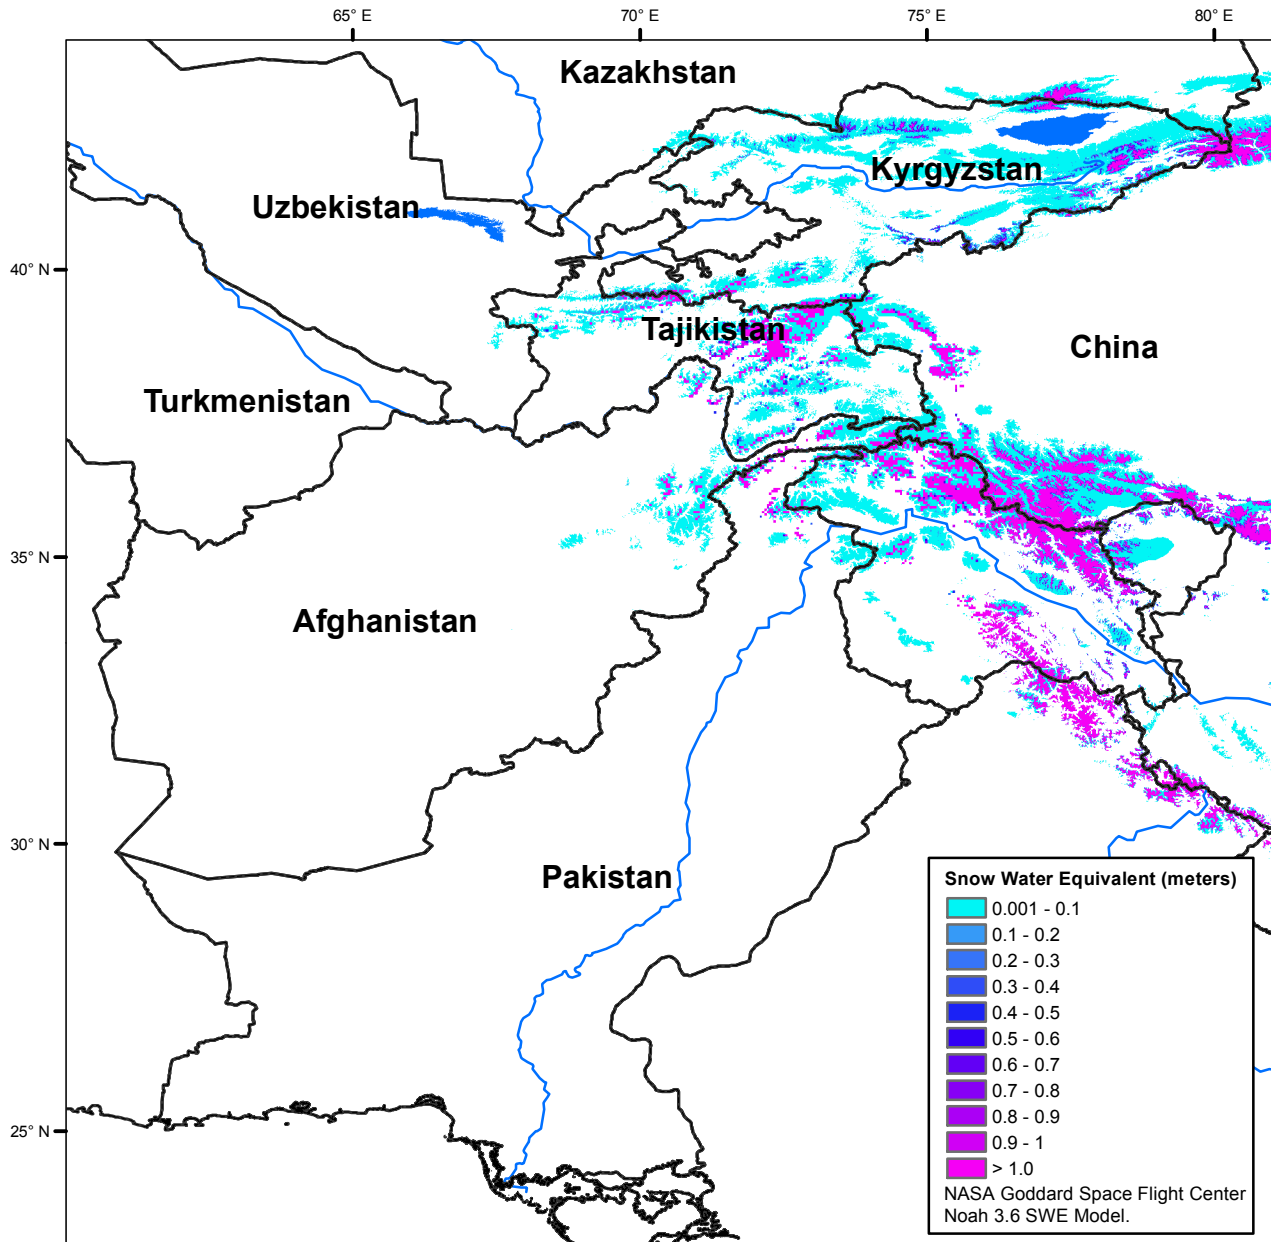 65° E
70° E
75° E
80° E
Kazakhstan
Kyrgyzstan
Uzbekistan
40° N
Tajikistan
China
Turkmenistan
35° N
Afghanistan
30° N
Pakistan
25° N
Snow Water Equivalent (meters)
0.001 - 0.1
0.1 - 0.2
0.2 - 0.3
0.3 - 0.4
0.4 - 0.5
0.5 - 0.6
0.6 - 0.7
0.7 - 0.8
0.8 - 0.9
0.9 - 1
> 1.0
NASA Goddard Space Flight Center
Noah 3.6 SWE Model.